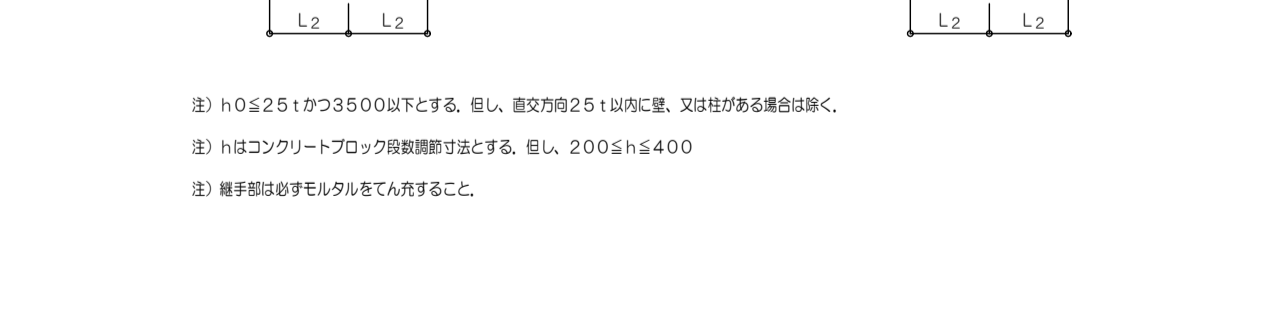 L2 L2 L2 L2
注）ｈ０≦２５ｔかつ３５００以下とする．但し、直交方向２５ｔ以内に壁、又は柱がある場合は除く．
注）ｈはコンクリートブロック段数調節寸法とする．但し、２００≦ｈ≦４００
注）継手部は必ずモルタルをてん充すること．